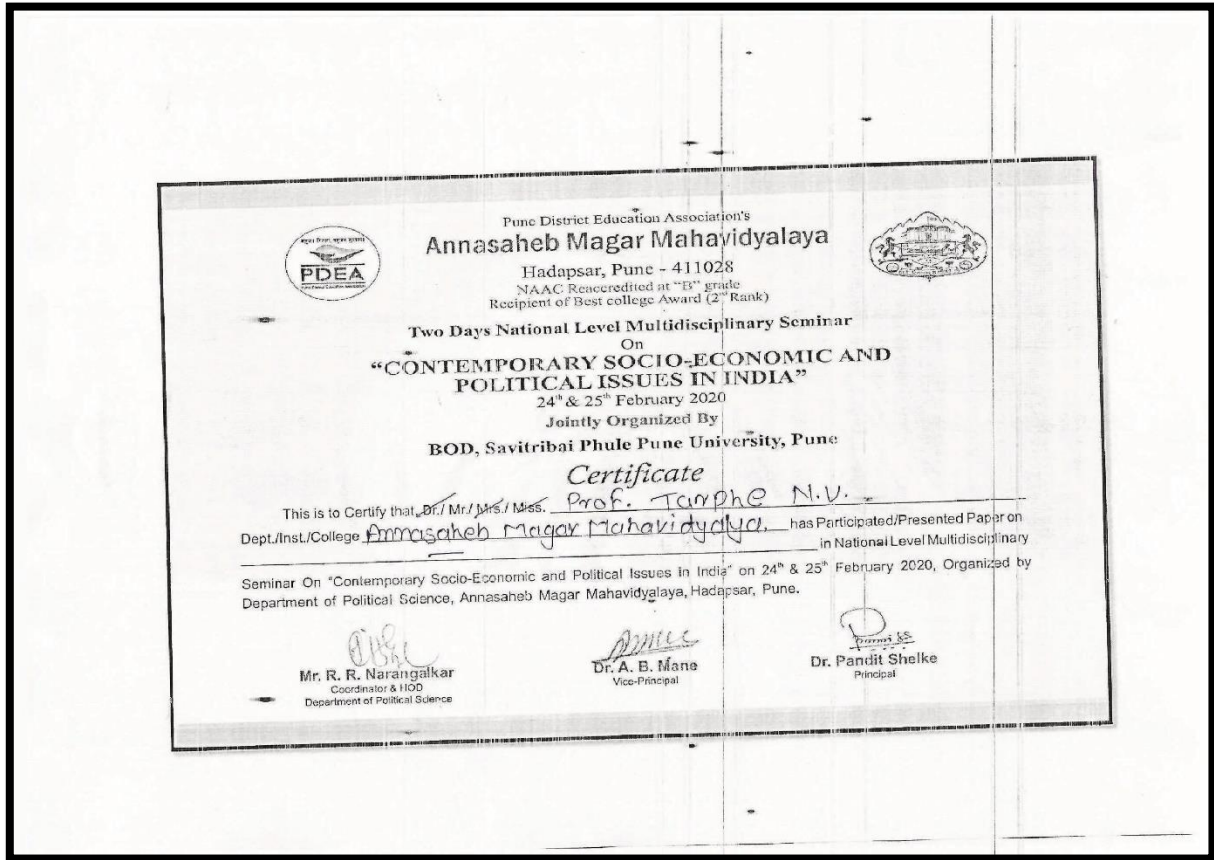 Pune District Education Association's
Annasaheb Magar Mahavidyalaya
PDEA
Hadapsar, Pune - 411028
NAAC Reaccredited at "B" grade
Recipient of Best college Award (2nd Rank)
Two Days National Level Multidisciplinary Seminar
On
"CONTEMPORARY SOCIO-ECONOMIC AND
POLITICAL ISSUES IN INDIA"
24th & 25th February 2020
Jointly Organized By
BOD, Savitribai Phule Pune University, Pune
Certificate
This is to Certify that Dr./ Mr./ Mrs./ Miss. Prof. Tarphe N.V.
Dept./Inst./College Annasaheb Magar Mahavidyalya. has Participated/Presented Paper on
in National Level Multidisciplinary
Seminar On "Contemporary Socio-Economic and Political Issues in India" on 24th & 25th February 2020, Organized by
Department of Political Science, Annasaheb Magar Mahavidyalaya, Hadapsar, Pune.
Mr. R. R. Narangalkar
Coordinator & HOD
Department of Political Science
Dr. A. B. Mane
Vice-Principal
Dr. Pandit Shelke
Principal